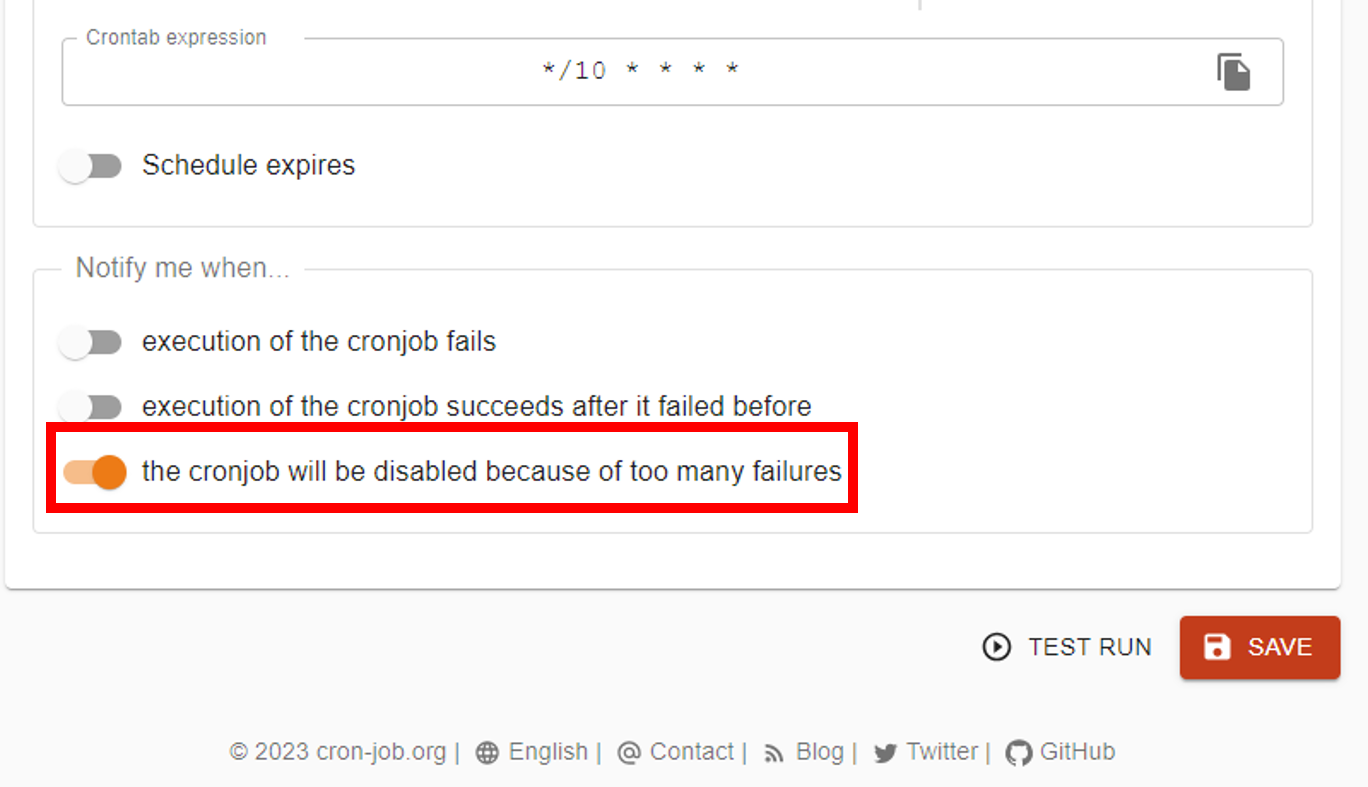 Crontab expression
*/10 * * * *
Schedule expires
Notify me when...
execution of the cronjob fails
execution of the cronjob succeeds after it failed before
the cronjob will be disabled because of too many failures
TEST RUN SAVE
© 2023 cron-job.org | English | Contact | Blog | Twitter | GitHub